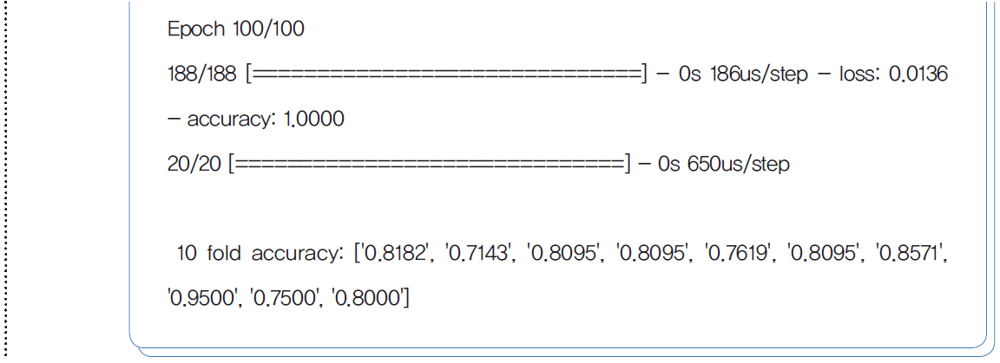 Epoch 100/100
188/188 [==============================] - 0s 186us/step - loss: 0.0136
- accuracy: 1.0000
20/20 [==============================] - 0s 650us/step
10 fold accuracy: ['0.8182', '0.7143', '0.8095', '0.8095', '0.7619', '0.8095', '0.8571',
'0.9500', '0.7500', '0.8000']